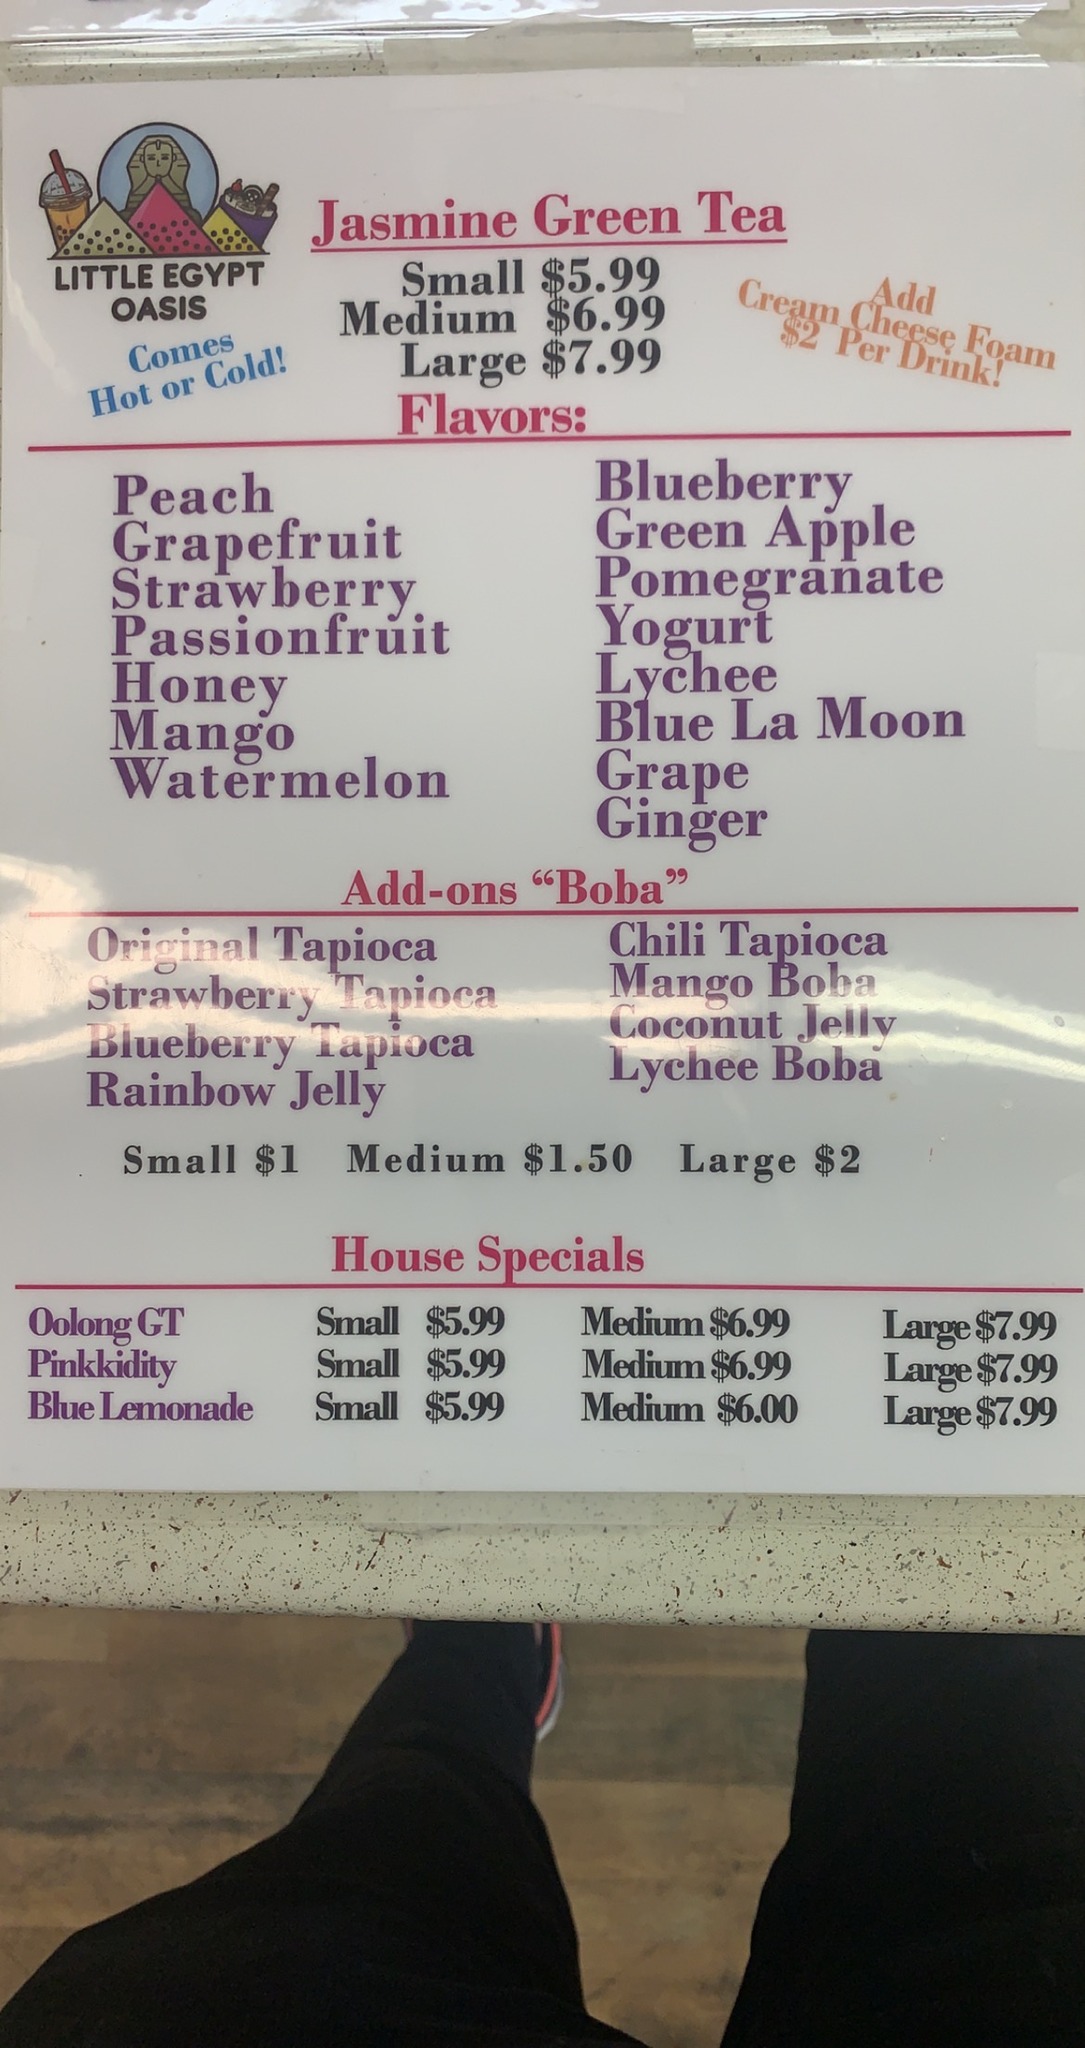 LITTLE EGYPT
OASIS
Comes
Hot or Cold!
Jasmine Green Tea
Small $5.99
Medium $6.99
Large $7.99
Add
Cream Cheese Foam
$2 Per Drink!
Flavors:
Peach
Grapefruit
Strawberry
Passionfruit
Honey
Mango
Watermelon
Blueberry
Green Apple
Pomegranate
Yogurt
Lychee
Blue La Moon
Grape
Ginger
Add-ons “Boba”
Original Tapioca
Strawberry Tapioca
Blueberry Tapioca
Rainbow Jelly
Chili Tapioca
Mango Boba
Coconut Jelly
Lychee Boba
Small $1 Medium $1.50 Large $2
House Specials
Oolong GT Small $5.99 Medium $6.99 Large $7.99
Pinkkidity Small $5.99 Medium $6.99 Large $7.99
Blue Lemonade Small $5.99 Medium $6.00 Large $7.99